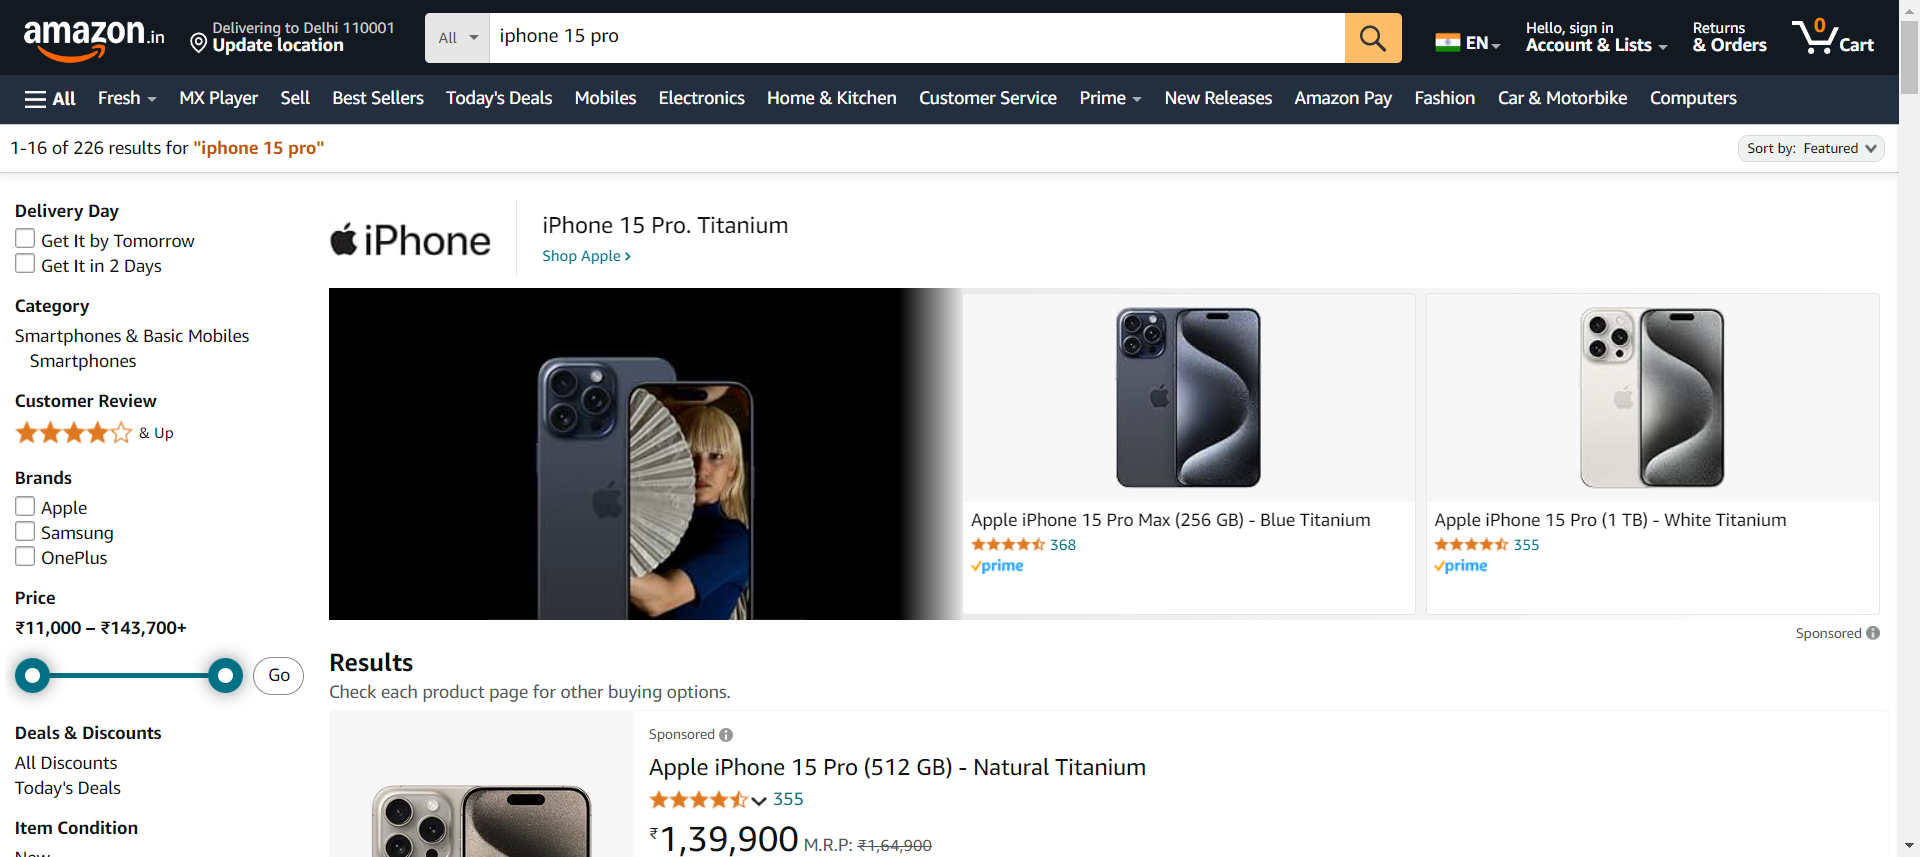 amazon.in
Delivering to Delhi 110001
Update location
All
iphone 15 pro
EN
Hello, sign in
Account & Lists
Returns
& Orders
0
Cart
All
Fresh
MX Player
Sell
Best Sellers
Today's Deals
Mobiles
Electronics
Home & Kitchen
Customer Service
Prime
New Releases
Amazon Pay
Fashion
Car & Motorbike
Computers
1-16 of 226 results for "iphone 15 pro"
Sort by: Featured
Delivery Day
Get It by Tomorrow
Get It in 2 Days
Category
Smartphones & Basic Mobiles
Smartphones
Customer Review
& Up
Brands
Apple
Samsung
OnePlus
Price
₹11,000 – ₹143,700+
Go
Deals & Discounts
All Discounts
Today's Deals
Item Condition
New
iPhone
iPhone 15 Pro. Titanium
Shop Apple ›
Apple iPhone 15 Pro Max (256 GB) - Blue Titanium
368
prime
Apple iPhone 15 Pro (1 TB) - White Titanium
355
prime
Sponsored
Results
Check each product page for other buying options.
Sponsored
Apple iPhone 15 Pro (512 GB) - Natural Titanium
355
₹1,39,900 M.R.P: ₹1,64,900